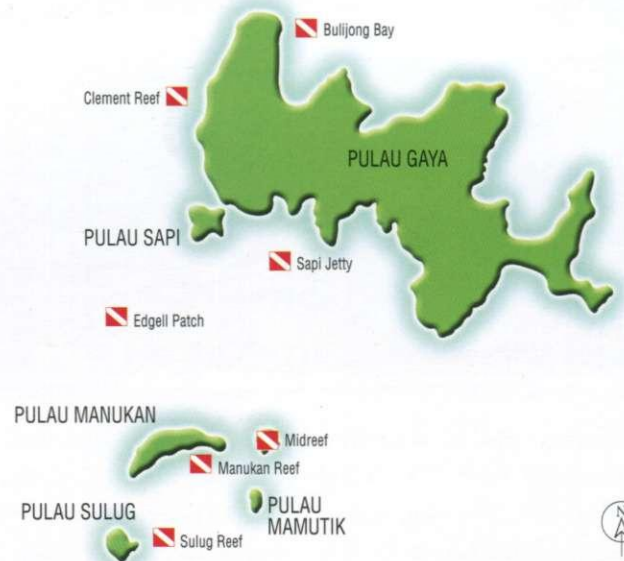 Bulijong Bay
Clement Reef
PULAU GAYA
PULAU SAPI
Sapi Jetty
Edgell Patch
PULAU MANUKAN
Midreef
Manukan Reef
PULAU SULUG
PULAU
MAMUTIK
Sulug Reef
N